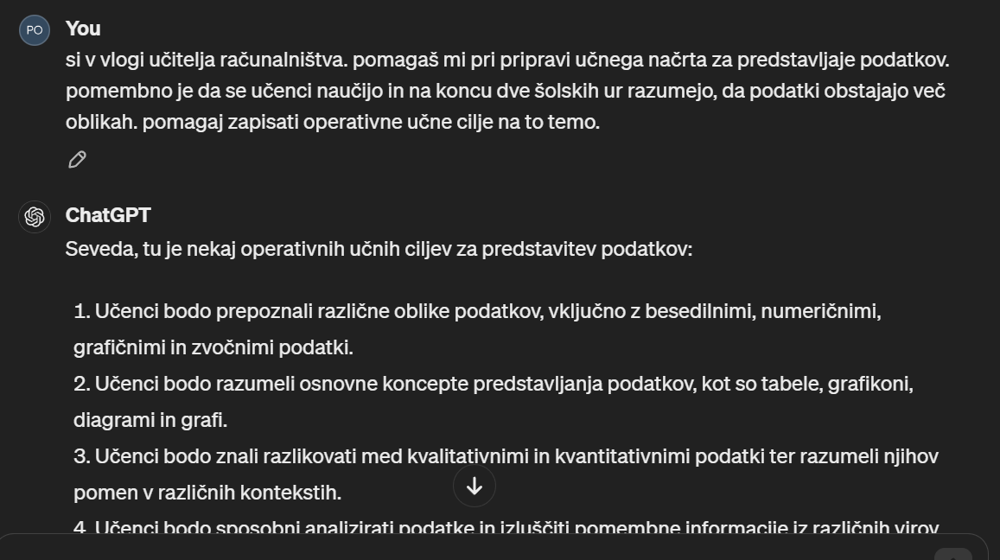 PO
You
si v vlogi učitelja računalništva. pomagaš mi pri pripravi učnega načrta za predstavljaje podatkov.
pomembno je da se učenci naučijo in na koncu dve šolskih ur razumejo, da podatki obstajajo več
oblikah. pomagaj zapisati operativne učne cilje na to temo.
ChatGPT
Seveda, tu je nekaj operativnih učnih ciljev za predstavitev podatkov:
1. Učenci bodo prepoznali različne oblike podatkov, vključno z besedilnimi, numeričnimi,
grafičnimi in zvočnimi podatki.
2. Učenci bodo razumeli osnovne koncepte predstavljanja podatkov, kot so tabele, grafikoni,
diagrami in grafi.
3. Učenci bodo znali razlikovati med kvalitativnimi in kvantitativnimi podatki ter razumeli njihov
pomen v različnih kontekstih.
4. Učenci bodo sposobni analizirati podatke in izluščiti pomembne informacije iz različnih virov